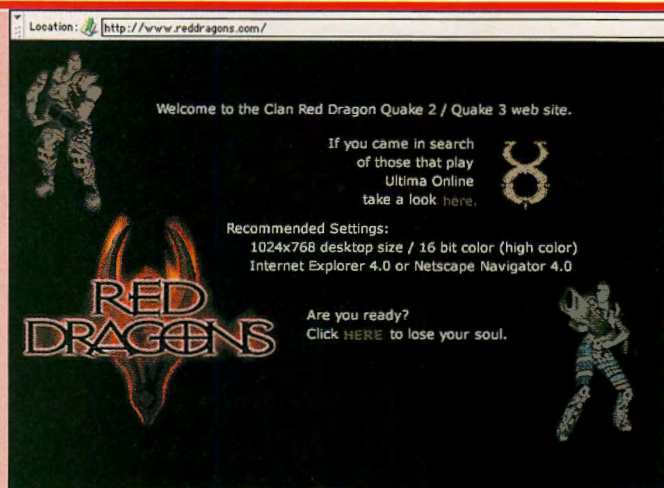 Location: http://www.reddragons.com/
Welcome to the Clan Red Dragon Quake 2 / Quake 3 web site.
If you came in search
of those that play
Ultima Online
take a look here.
Recommended Settings:
1024x768 desktop size / 16 bit color (high color)
Internet Explorer 4.0 or Netscape Navigator 4.0
RED
DRAGONS
Are you ready?
Click HERE to lose your soul.